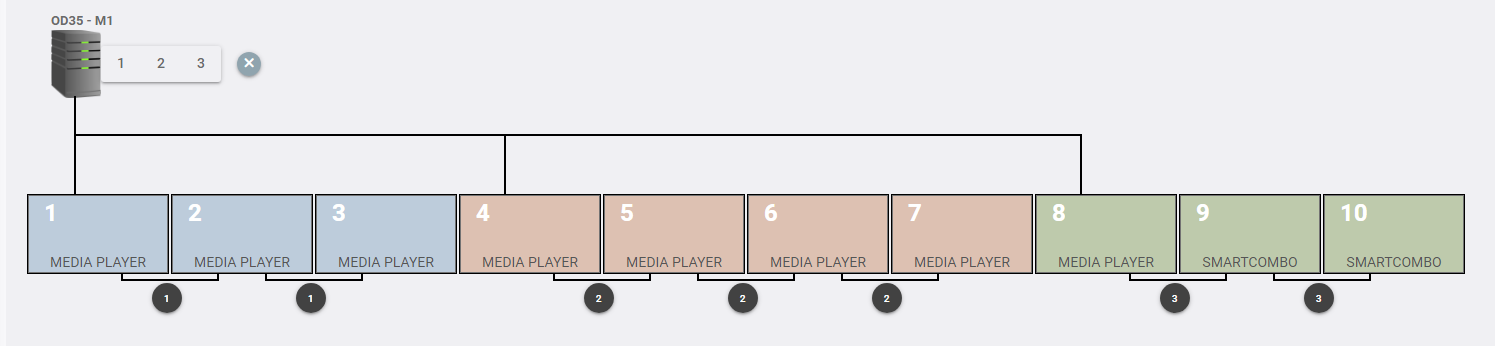 OD35 - M1
1 2 3 ✕
1 2 3 4 5 6 7 8 9 10
MEDIA PLAYER MEDIA PLAYER MEDIA PLAYER MEDIA PLAYER MEDIA PLAYER MEDIA PLAYER MEDIA PLAYER MEDIA PLAYER SMARTCOMBO SMARTCOMBO
1 1 2 2 2 3 3